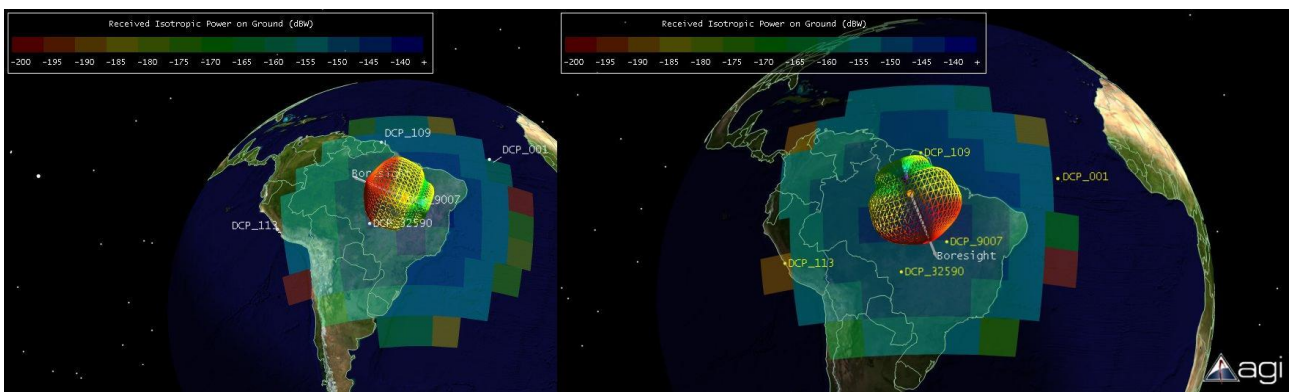 Received Isotropic Power on Ground (dBW)
-200 -195 -190 -185 -180 -175 -170 -165 -160 -155 -150 -145 -140 +
DCP_109
DCP_001
Bore
9007
DCP_32590
DCP_113
Received Isotropic Power on Ground (dBW)
-200 -195 -190 -185 -180 -175 -170 -165 -160 -155 -150 -145 -140 +
DCP_109
DCP_001
DCP_9007
Boresight
DCP_113
DCP_32590
agi